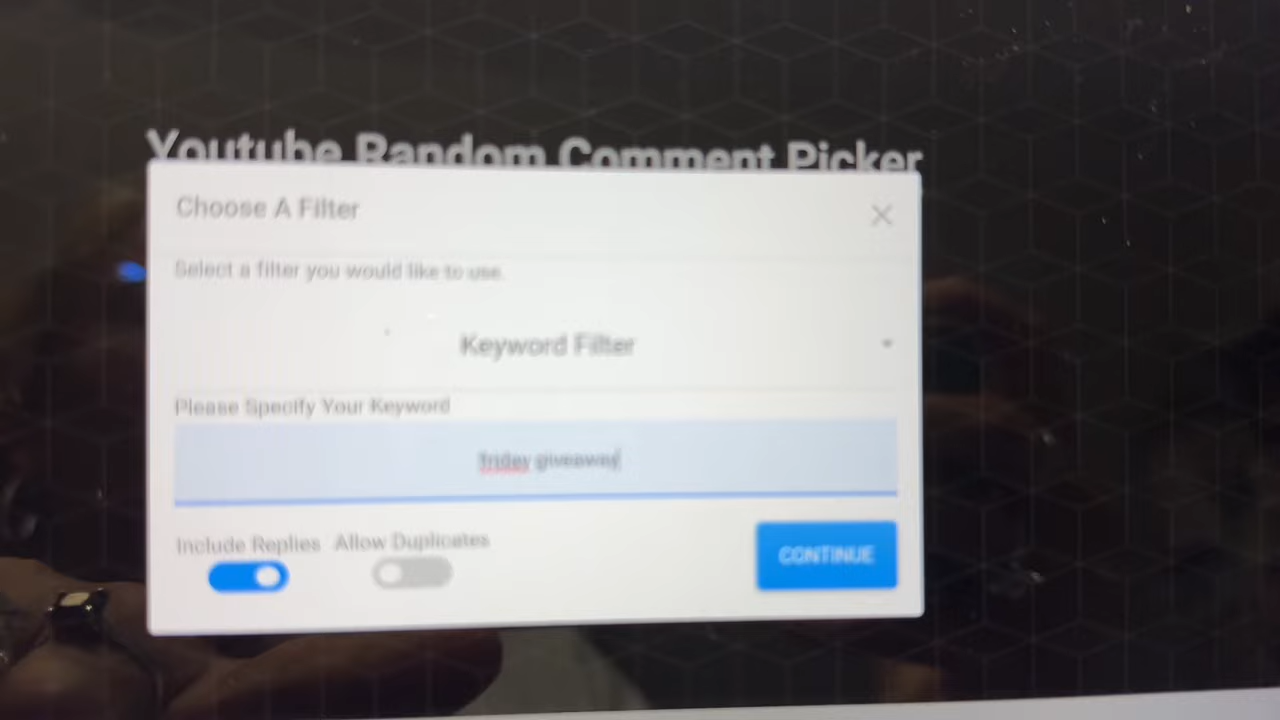 Youtube Random Comment Picker
Choose A Filter
Select a filter you would like to use.
Keyword Filter
Please Specify Your Keyword
friday giveaway
Include Replies Allow Duplicates
CONTINUE